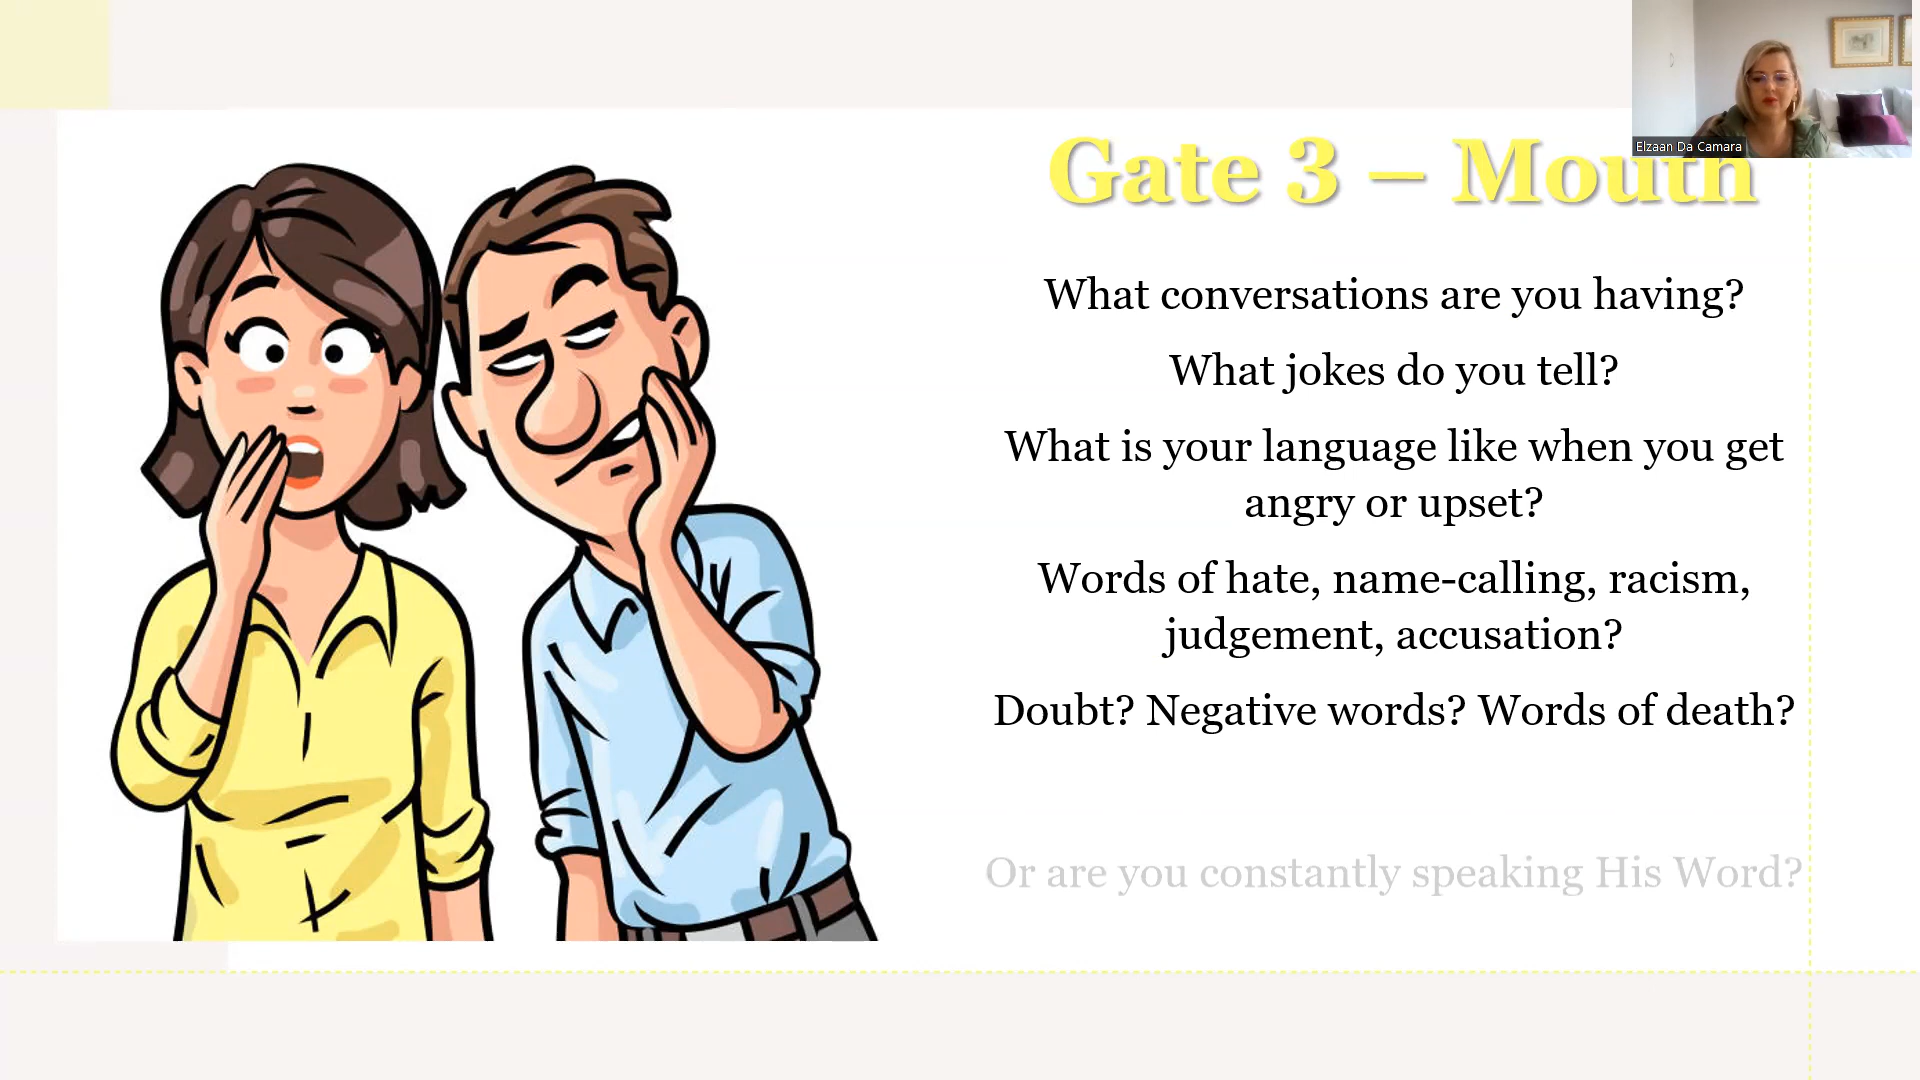 Elzaan Da Camara
Gate 3 – Mouth
What conversations are you having?
What jokes do you tell?
What is your language like when you get
angry or upset?
Words of hate, name-calling, racism,
judgement, accusation?
Doubt? Negative words? Words of death?
Or are you constantly speaking His Word?